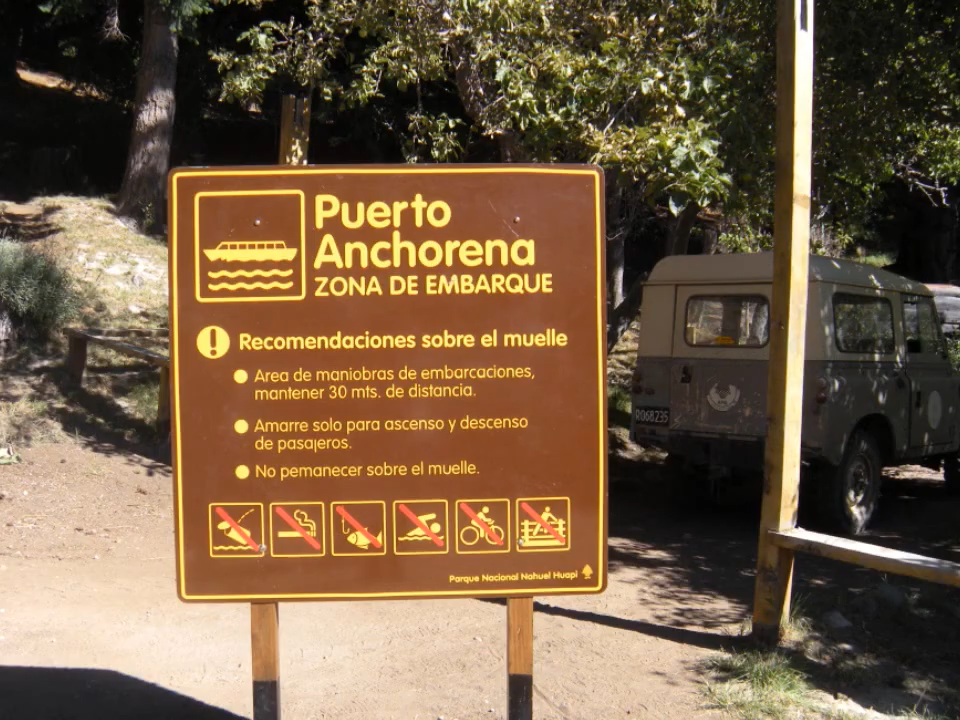 Puerto
Anchorena
ZONA DE EMBARQUE
! Recomendaciones sobre el muelle
Area de maniobras de embarcaciones,
mantener 30 mts. de distancia.
Amarre solo para ascenso y descenso
de pasajeros.
No pemanecer sobre el muelle.
Parque Nacional Nahuel Huapi
R068235